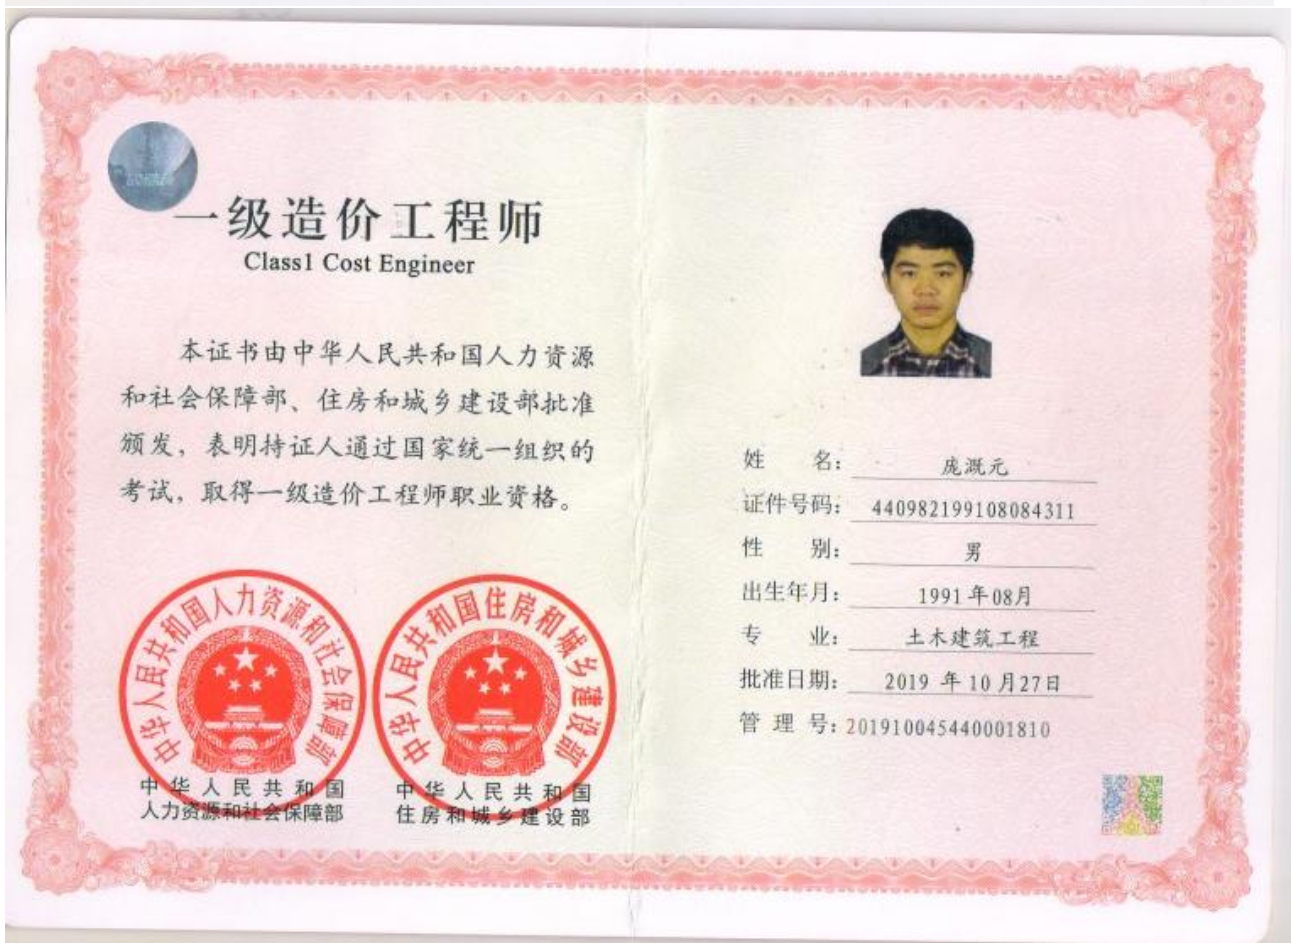 一级造价工程师
Class1 Cost Engineer
本证书由中华人民共和国人力资源
和社会保障部、住房和城乡建设部批准
颁发，表明持证人通过国家统一组织的
考试，取得一级造价工程师职业资格。
中华人民共和国人力资源和社会保障部
中华人民共和国住房和城乡建设部
中华人民共和国
人力资源和社会保障部
中华人民共和国
住房和城乡建设部
姓 名： 庞溉元
证件号码： 440982199108084311
性 别： 男
出生年月： 1991年08月
专 业： 土木建筑工程
批准日期： 2019 年 10 月27日
管 理 号：201910045440001810